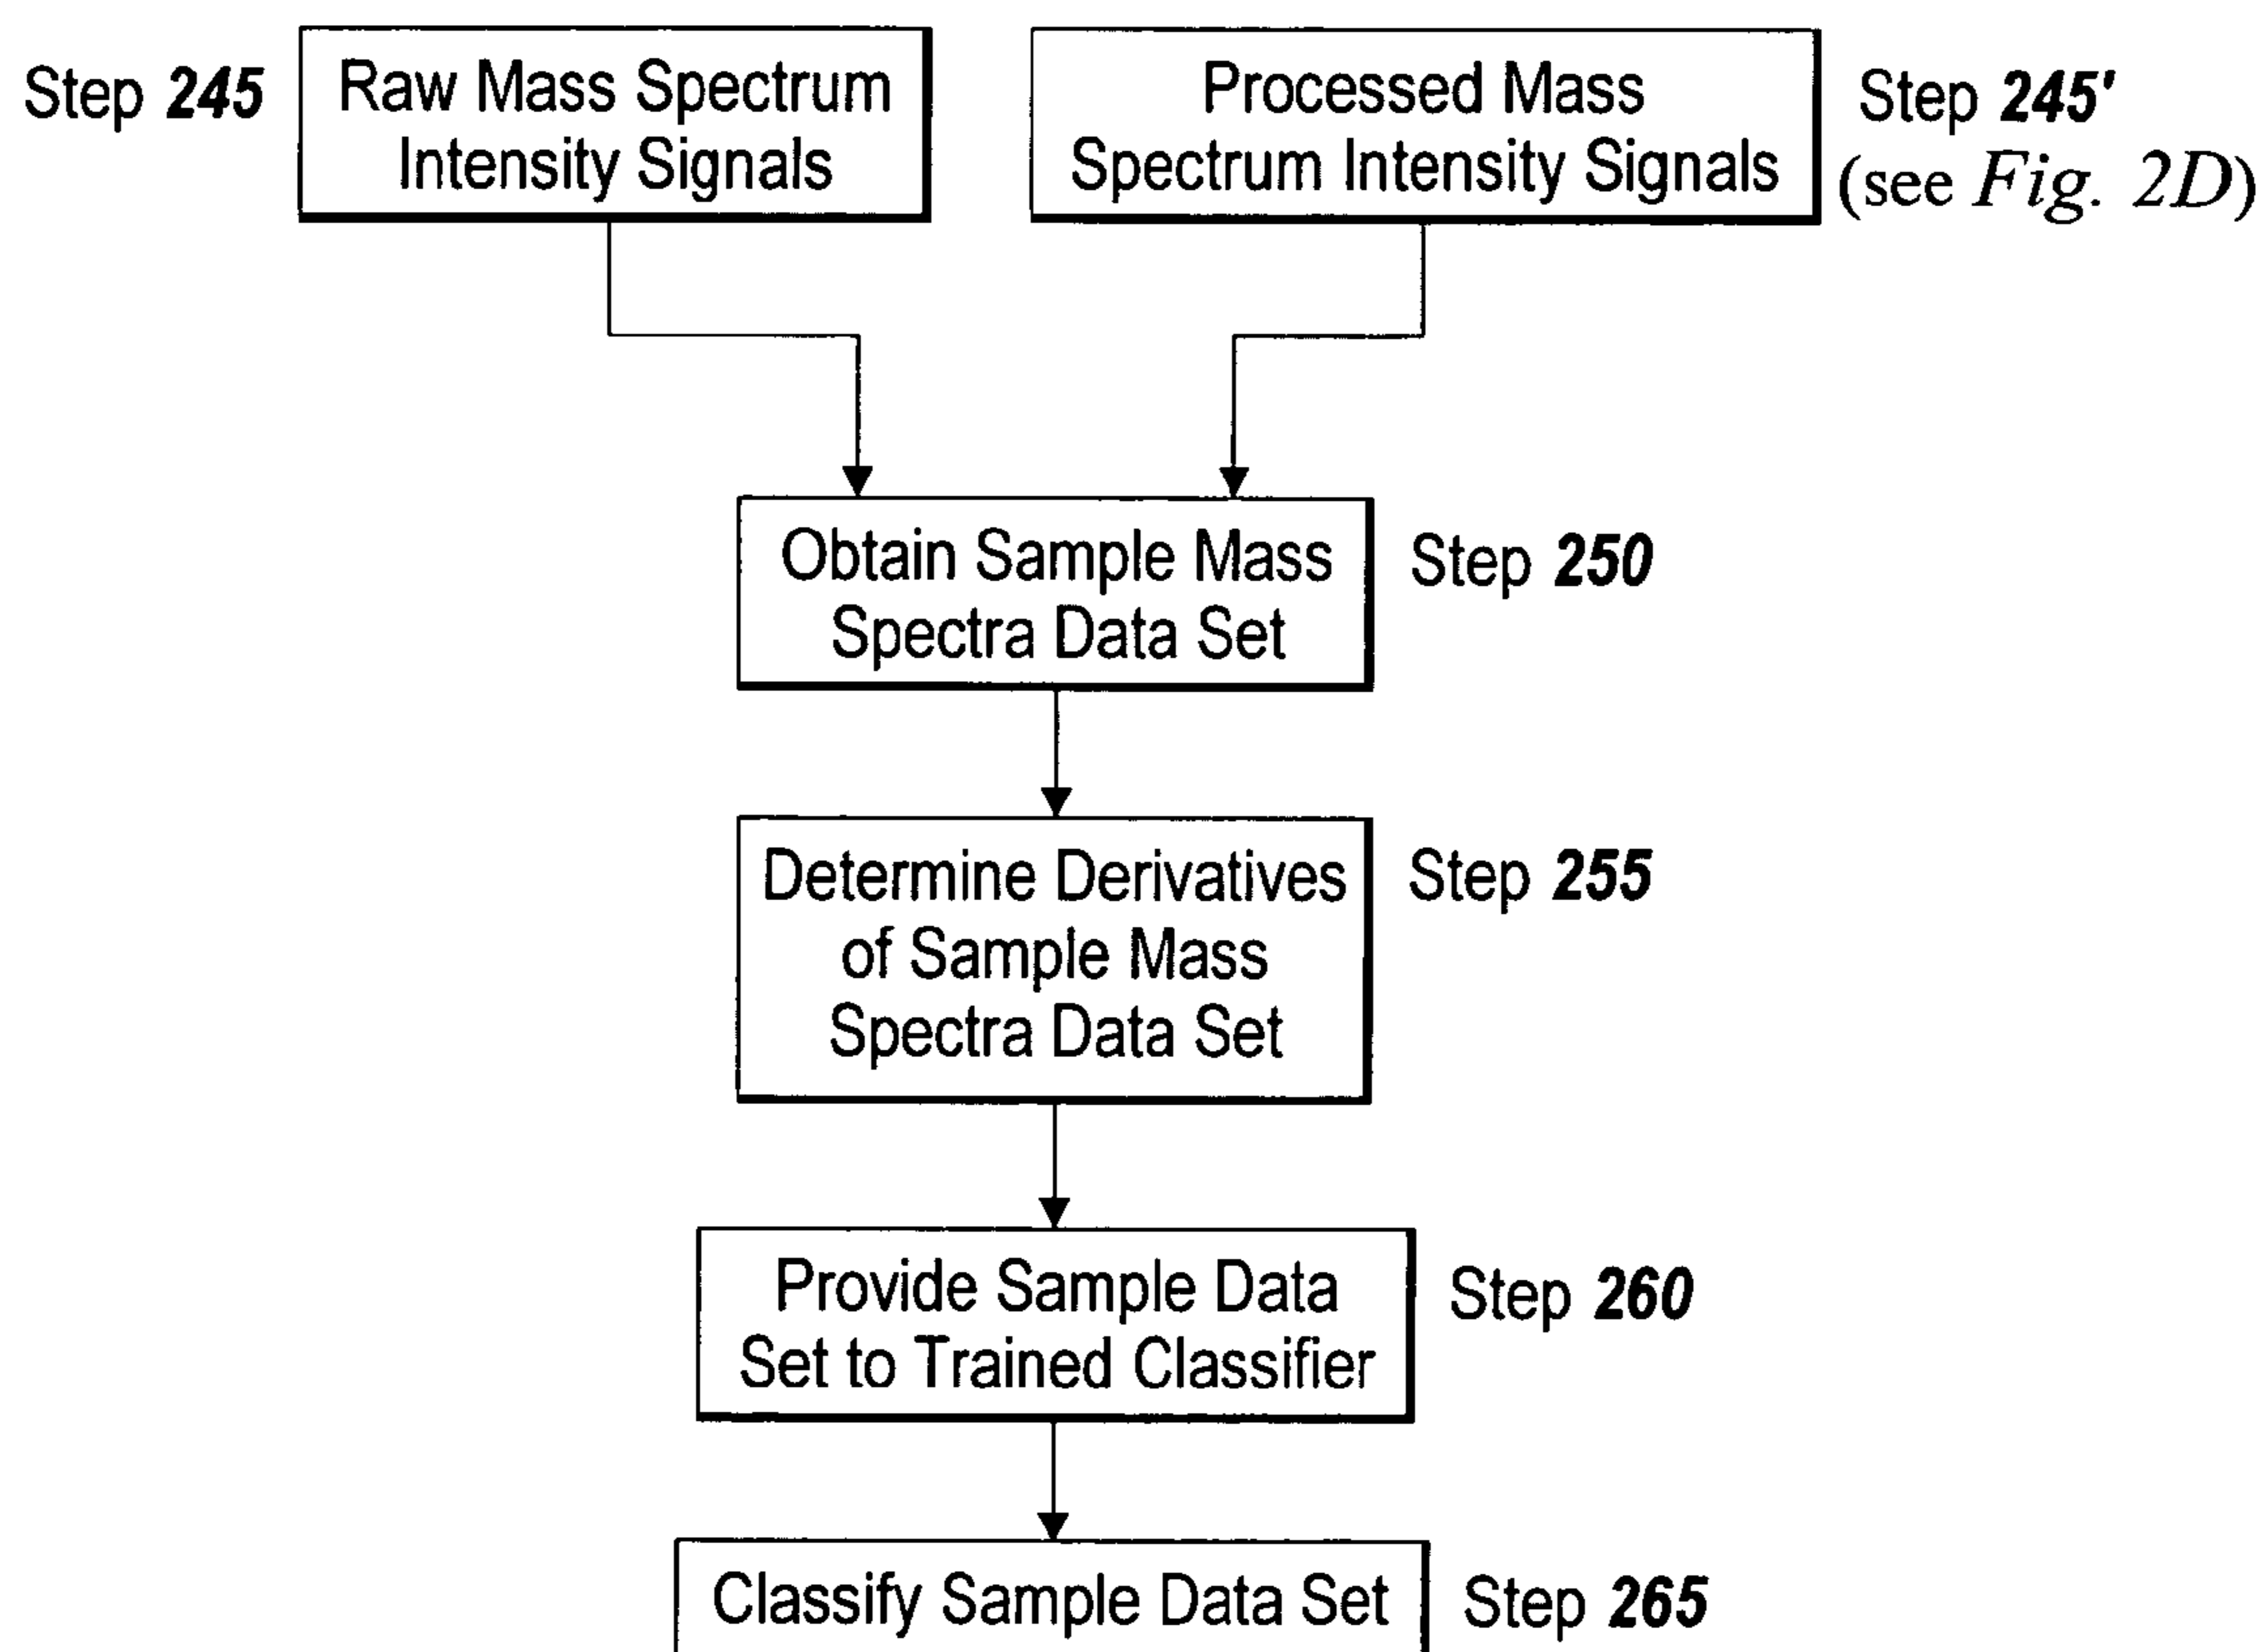 Step 245
Raw Mass Spectrum
Intensity Signals
Processed Mass
Spectrum Intensity Signals
Step 245'
(see Fig. 2D)
Obtain Sample Mass
Spectra Data Set
Step 250
Determine Derivatives
of Sample Mass
Spectra Data Set
Step 255
Provide Sample Data
Set to Trained Classifier
Step 260
Classify Sample Data Set
Step 265